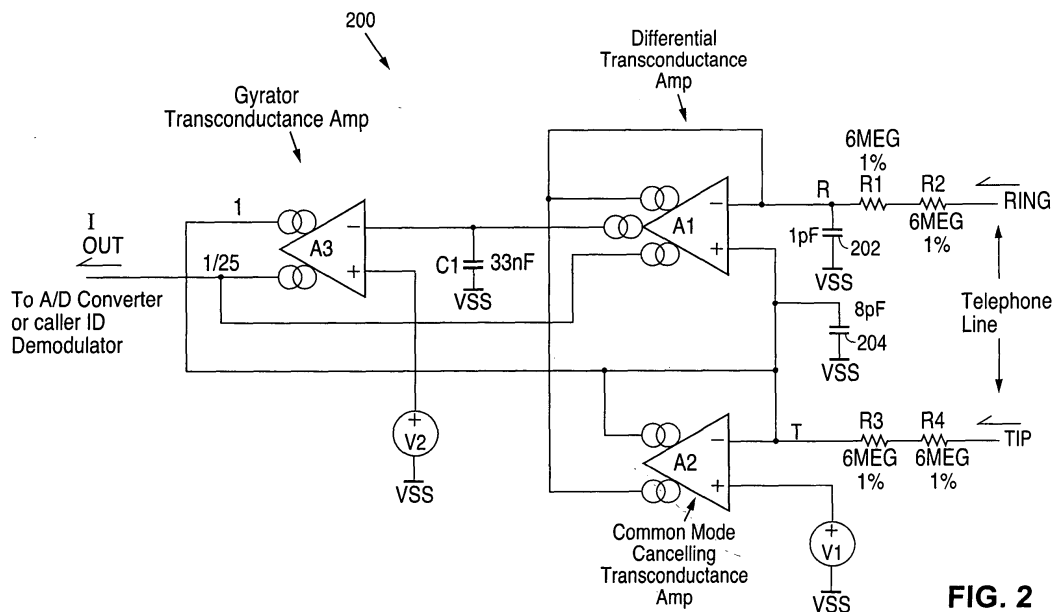 200
Differential
Transconductance
Amp
Gyrator
Transconductance Amp
6MEG
1%
R
R1
R2
RING
6MEG
1%
1
A3
−
+
A1
−
+
1pF
202
I
OUT
1/25
C1
33nF
VSS
VSS
To A/D Converter
or caller ID
Demodulator
8pF
204
VSS
Telephone
Line
V2
+
VSS
A2
−
+
T
R3
R4
TIP
6MEG
1%
6MEG
1%
Common Mode
Cancelling
Transconductance
Amp
+
V1
VSS
FIG. 2